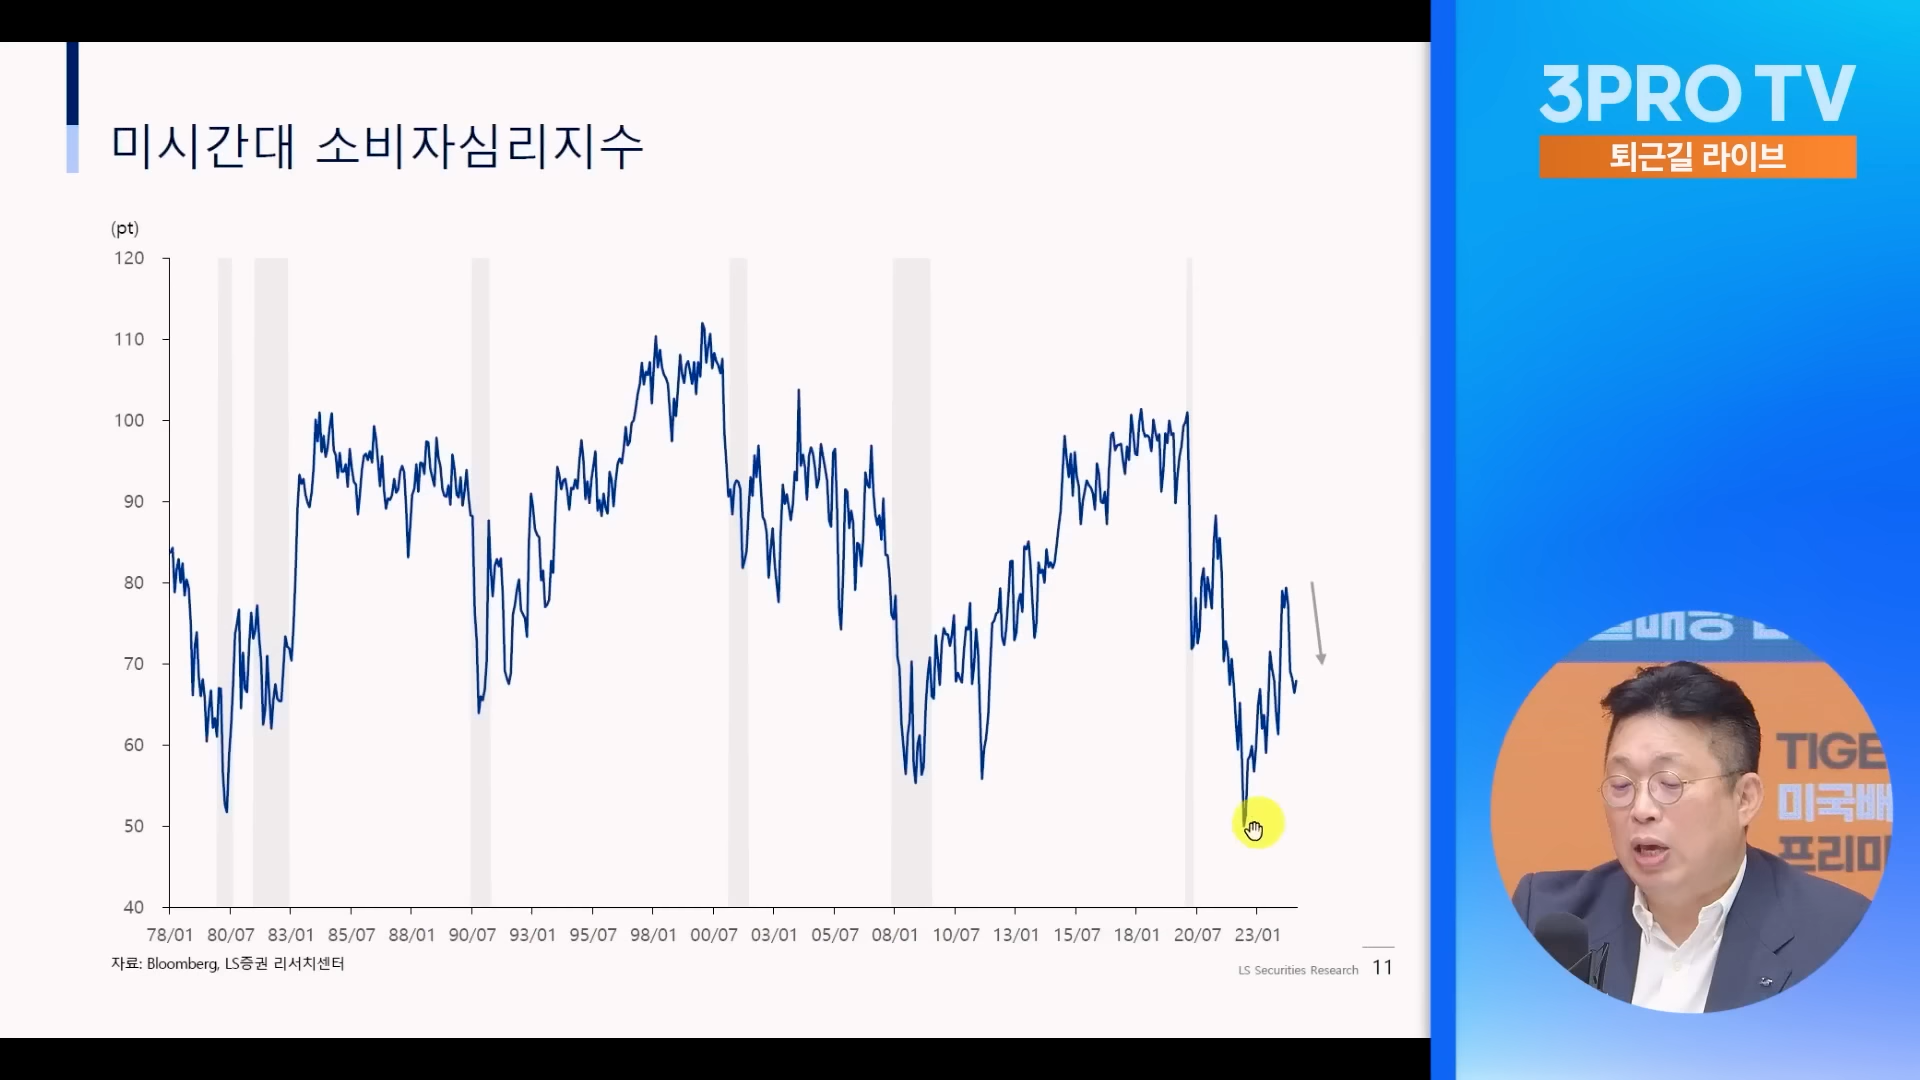 3PRO TV
퇴근길 라이브
미시간대 소비자심리지수
(pt)
120
110
100
90
80
70
60
50
40
78/01 80/07 83/01 85/07 88/01 90/07 93/01 95/07 98/01 00/07 03/01 05/07 08/01 10/07 13/01 15/07 18/01 20/07 23/01
자료: Bloomberg, LS증권 리서치센터
LS Securities Research 11
TIGE
미국배
프리미